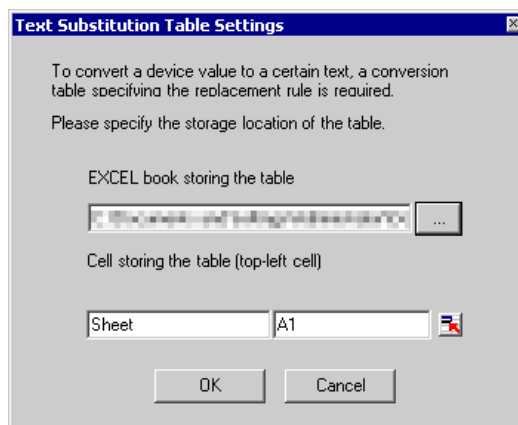 Text Substitution Table Settings
To convert a device value to a certain text, a conversion
table specifying the replacement rule is required.
Please specify the storage location of the table.
EXCEL book storing the table
...
Cell storing the table (top-left cell)
Sheet A1
OK Cancel